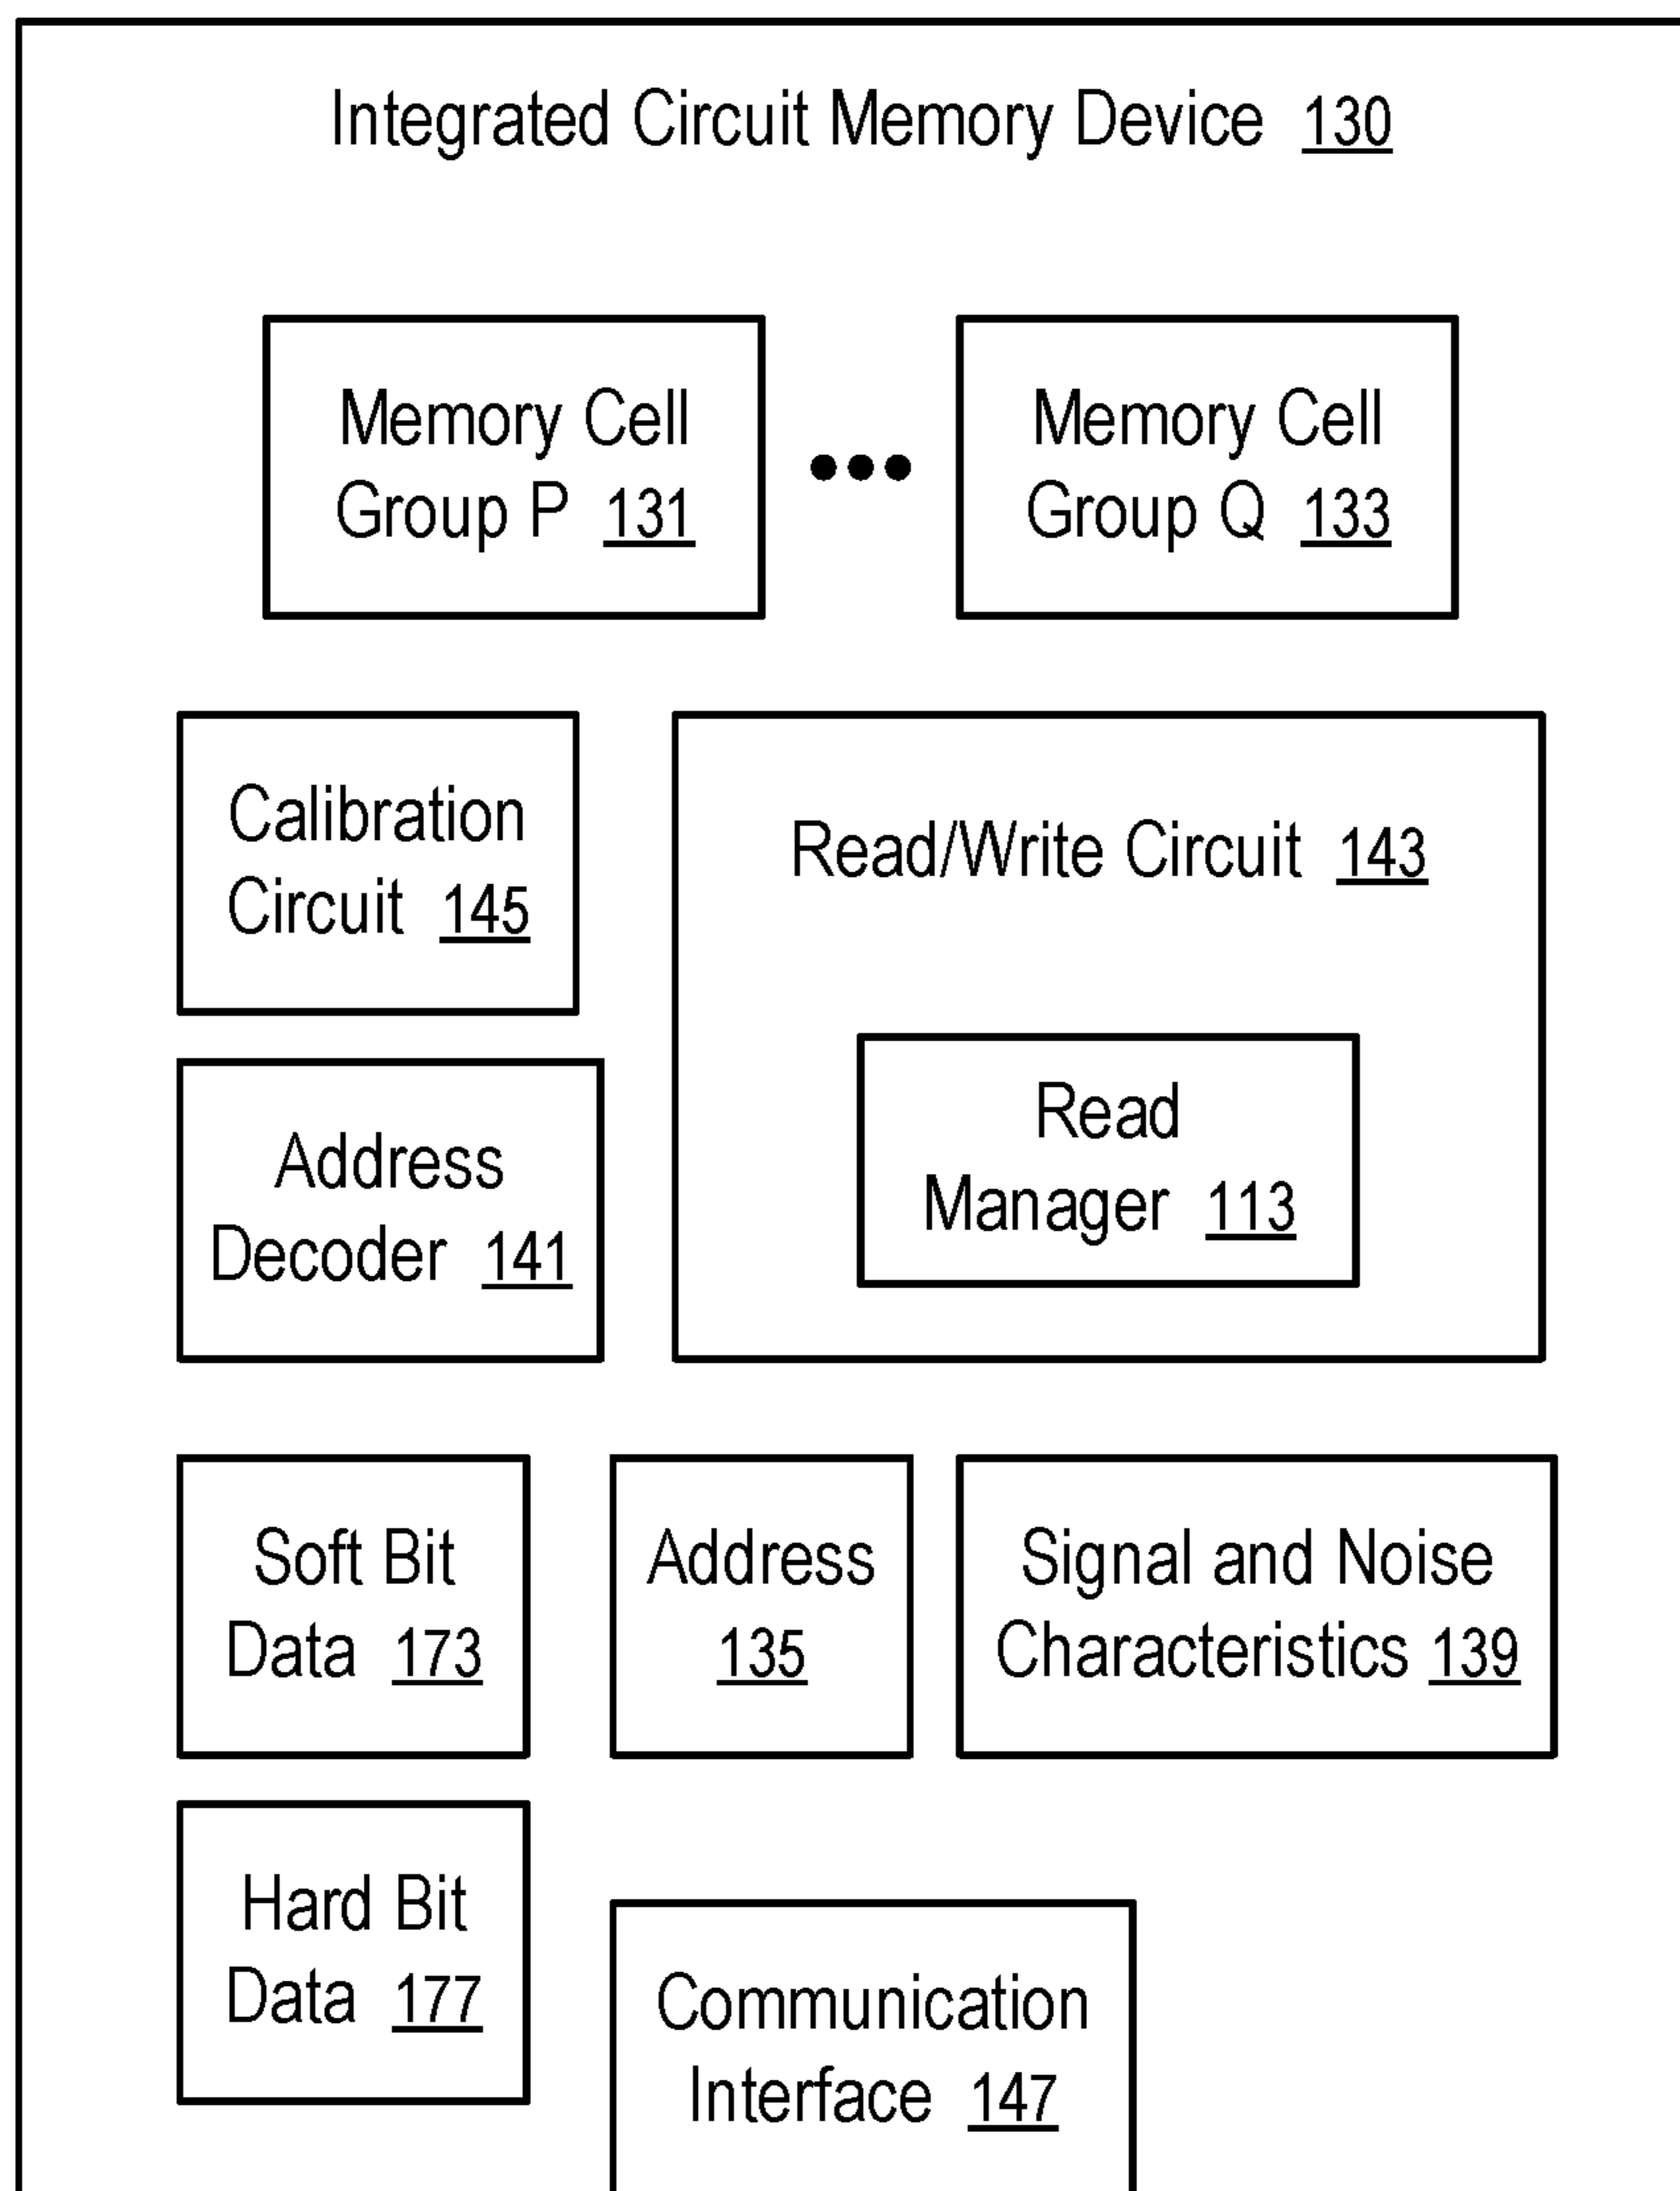 Integrated Circuit Memory Device 130
Memory Cell
Group P 131
Memory Cell
Group Q 133
Calibration
Circuit 145
Read/Write Circuit 143
Read
Manager 113
Address
Decoder 141
Soft Bit
Data 173
Address
135
Signal and Noise
Characteristics 139
Hard Bit
Data 177
Communication
Interface 147